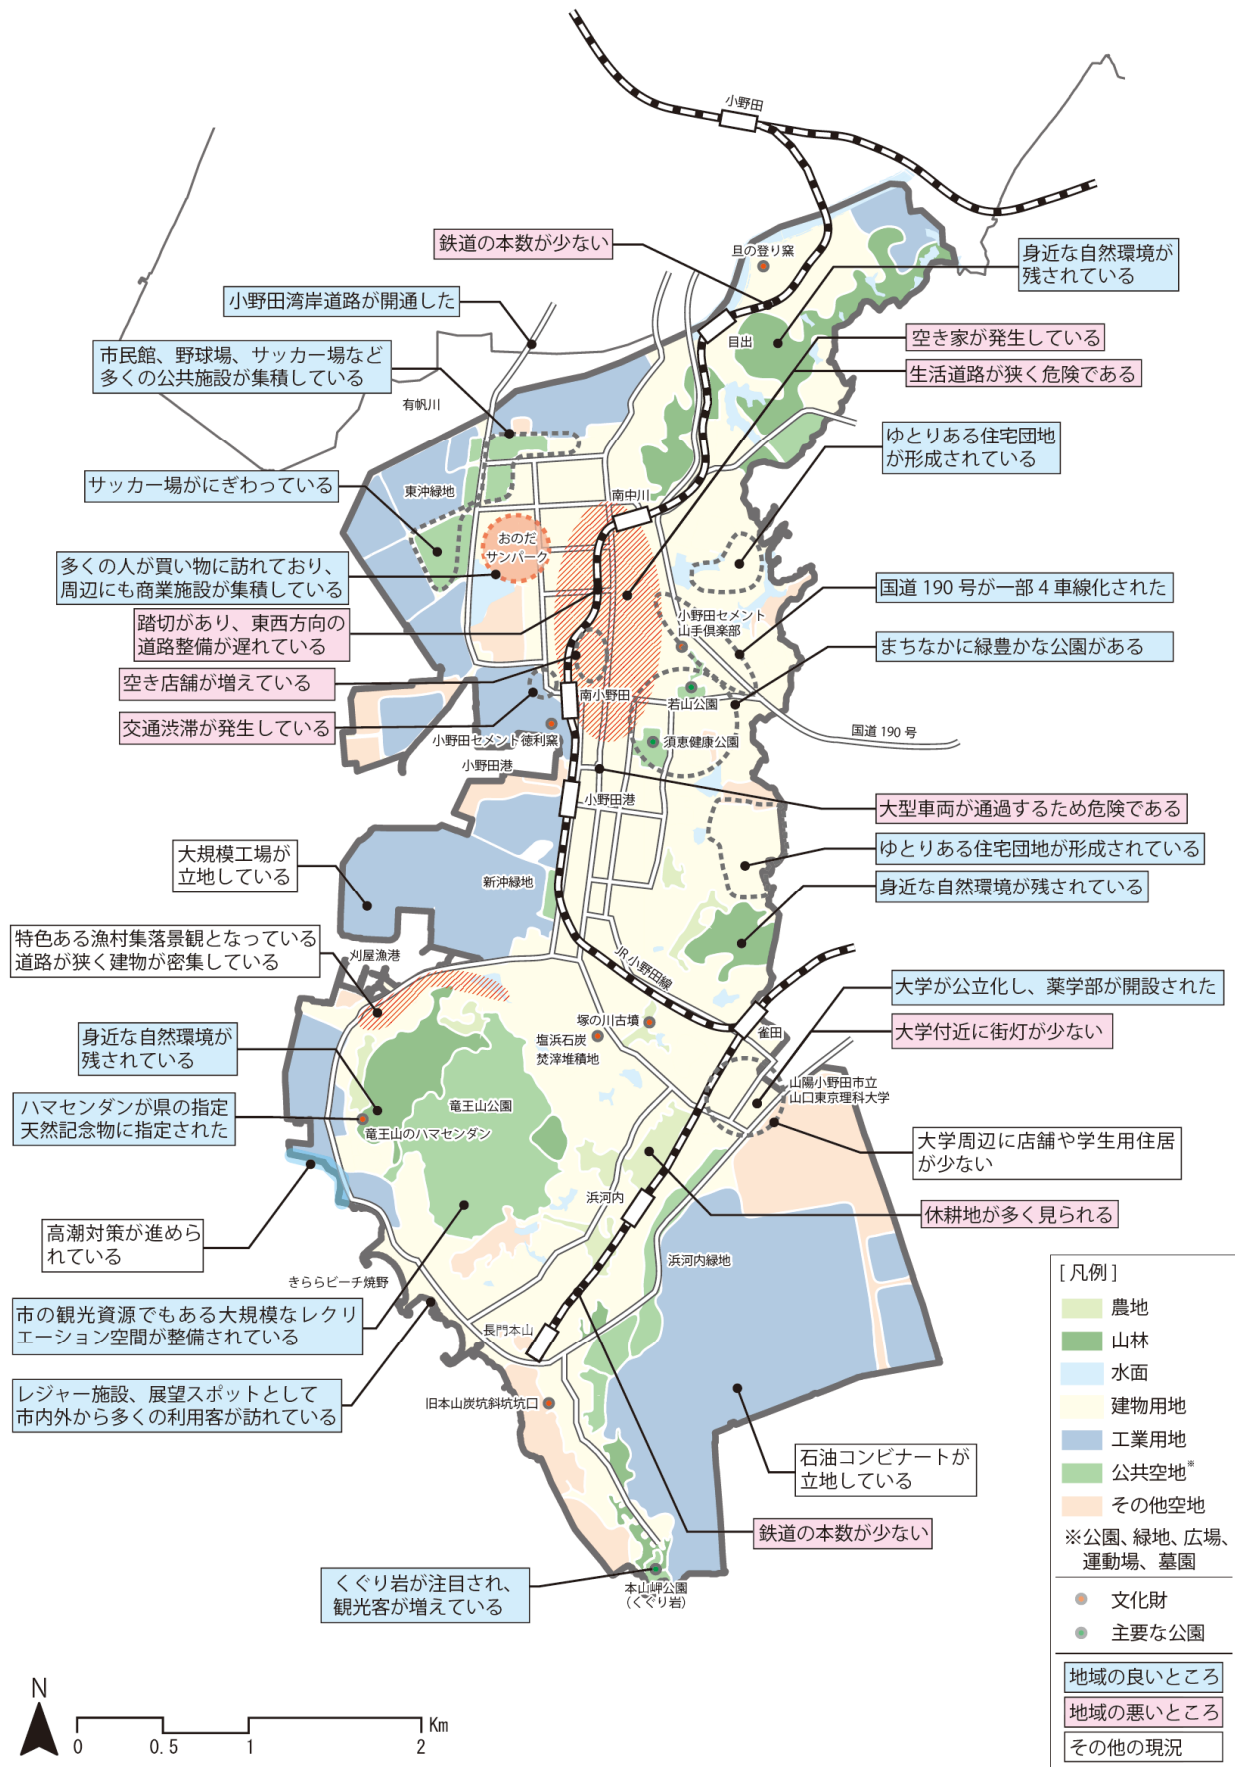 小野田
鉄道の本数が少ない
旦の登り窯
身近な自然環境が
残されている
小野田湾岸道路が開通した
空き家が発生している
目出
市民館、野球場、サッカー場など
多くの公共施設が集積している
生活道路が狭く危険である
有帆川
ゆとりある住宅団地
が形成されている
サッカー場がにぎわっている
東沖緑地
南中川
おのだ
サンパーク
多くの人が買い物に訪れており、
周辺にも商業施設が集積している
国道 190 号が一部 4 車線化された
踏切があり、東西方向の
道路整備が遅れている
小野田セメント
山手倶楽部
まちなかに緑豊かな公園がある
空き店舗が増えている
南小野田
若山公園
交通渋滞が発生している
小野田セメント徳利窯
須恵健康公園
国道 190 号
小野田港
小野田港
大型車両が通過するため危険である
大規模工場が
立地している
ゆとりある住宅団地が形成されている
新沖緑地
身近な自然環境が残されている
特色ある漁村集落景観となっている
道路が狭く建物が密集している
刈屋漁港
JR 小野田線
大学が公立化し、薬学部が開設された
塚の川古墳
雀田
大学付近に街灯が少ない
身近な自然環境が
残されている
塩浜石炭
焚滓堆積地
山陽小野田市立
山口東京理科大学
ハマセンダンが県の指定
天然記念物に指定された
竜王山公園
竜王山のハマセンダン
大学周辺に店舗や学生用住居
が少ない
浜河内
休耕地が多く見られる
高潮対策が進めら
れている
浜河内緑地
きららビーチ焼野
市の観光資源でもある大規模なレクリ
エーション空間が整備されている
長門本山
レジャー施設、展望スポットとして
市内外から多くの利用客が訪れている
旧本山炭坑斜坑坑口
石油コンビナートが
立地している
鉄道の本数が少ない
くぐり岩が注目され、
観光客が増えている
本山岬公園
（くぐり岩）
[ 凡例 ]
農地
山林
水面
建物用地
工業用地
公共空地※
その他空地
※公園、緑地、広場、
運動場、墓園
文化財
主要な公園
地域の良いところ
地域の悪いところ
その他の現況
N
Km
0 0.5 1 2